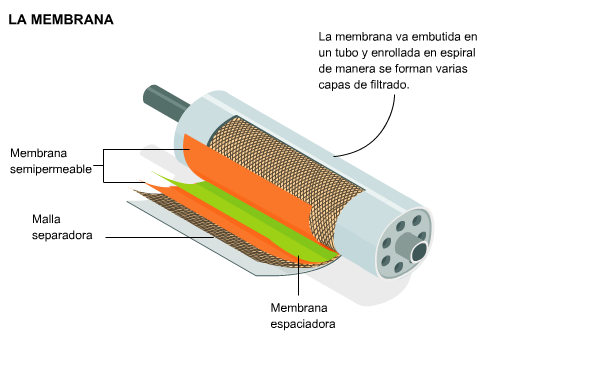 LA MEMBRANA
La membrana va embutida en
un tubo y enrollada en espiral
de manera se forman varias
capas de filtrado.
Membrana
semipermeable
Malla
separadora
Membrana
espaciadora